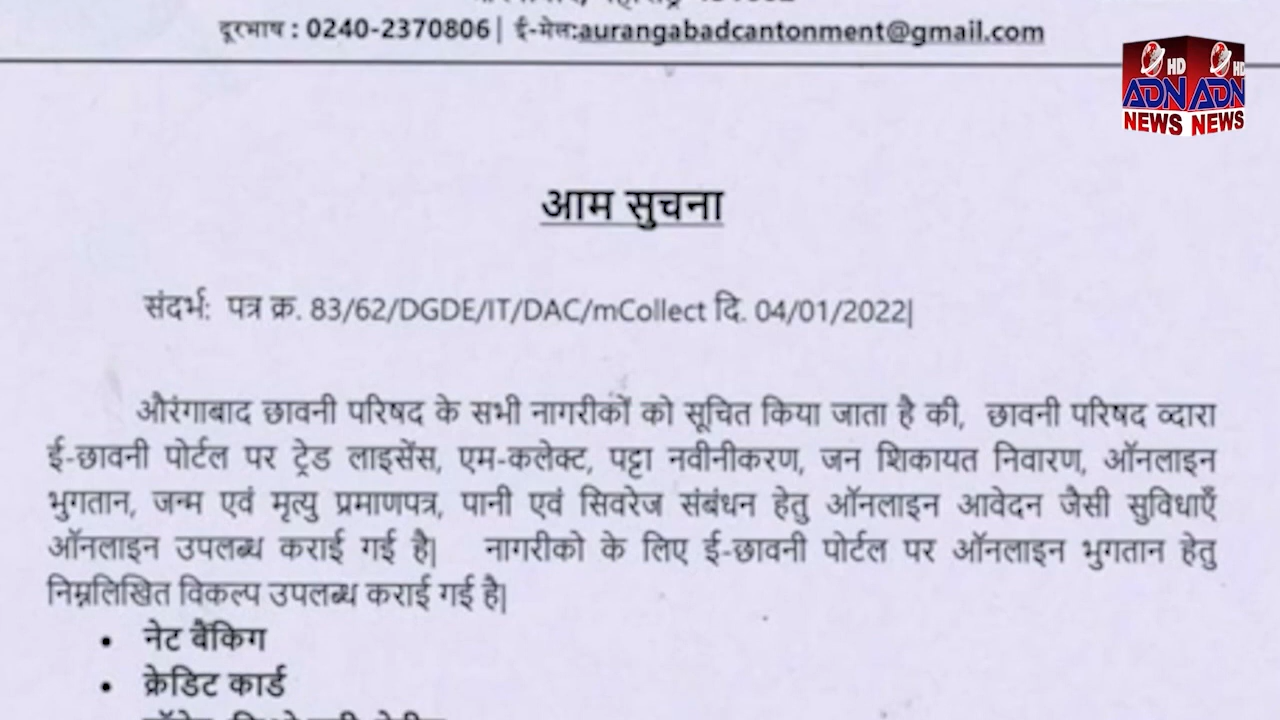 दूरभाष : 0240-2370806| ई-मेल:aurangabadcantonment@gmail.com
HD HD
ADN ADN
NEWS NEWS
आम सुचना
संदर्भ: पत्र क्र. 83/62/DGDE/IT/DAC/mCollect दि. 04/01/2022|
औरंगाबाद छावनी परिषद के सभी नागरीकों को सूचित किया जाता है की, छावनी परिषद व्दारा
ई-छावनी पोर्टल पर ट्रेड लाइसेंस, एम-कलेक्ट, पट्टा नवीनीकरण, जन शिकायत निवारण, ऑनलाइन
भुगतान, जन्म एवं मृत्यु प्रमाणपत्र, पानी एवं सिवरेज संबंधन हेतु ऑनलाइन आवेदन जैसी सुविधाएँ
ऑनलाइन उपलब्ध कराई गई है| नागरीको के लिए ई-छावनी पोर्टल पर ऑनलाइन भुगतान हेतु
निम्नलिखित विकल्प उपलब्ध कराई गई है|
• नेट बैंकिग
• क्रेडिट कार्ड